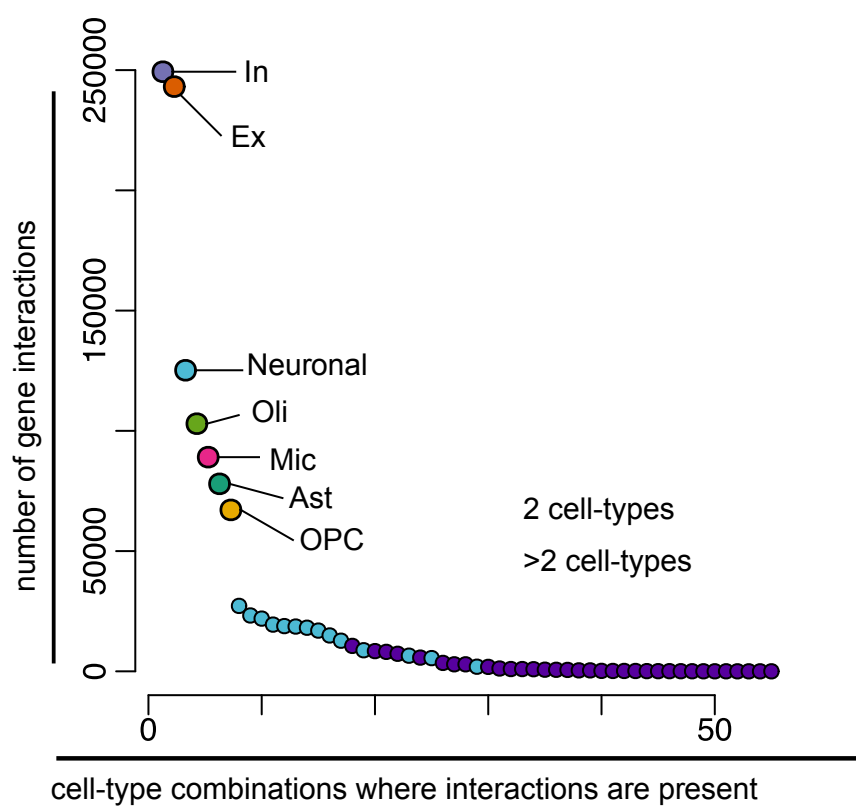 number of gene interactions
250000
150000
50000
0
In
Ex
Neuronal
Oli
Mic
Ast
OPC
2 cell-types
>2 cell-types
0
50
cell-type combinations where interactions are present